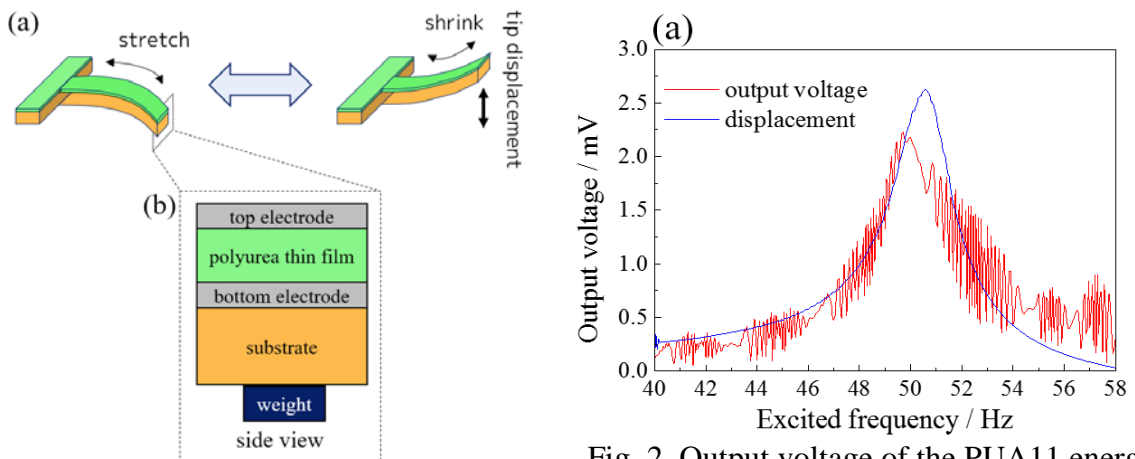 (a)
stretch
shrink
tip displacement
(b)
top electrode
polyurea thin film
bottom electrode
substrate
weight
side view
(a)
output voltage
displacement
Output voltage / mV
3.0
2.5
2.0
1.5
1.0
0.5
0.0
40 42 44 46 48 50 52 54 56 58
Excited frequency / Hz
Fig. 2 Output voltage of the PUA11 energ